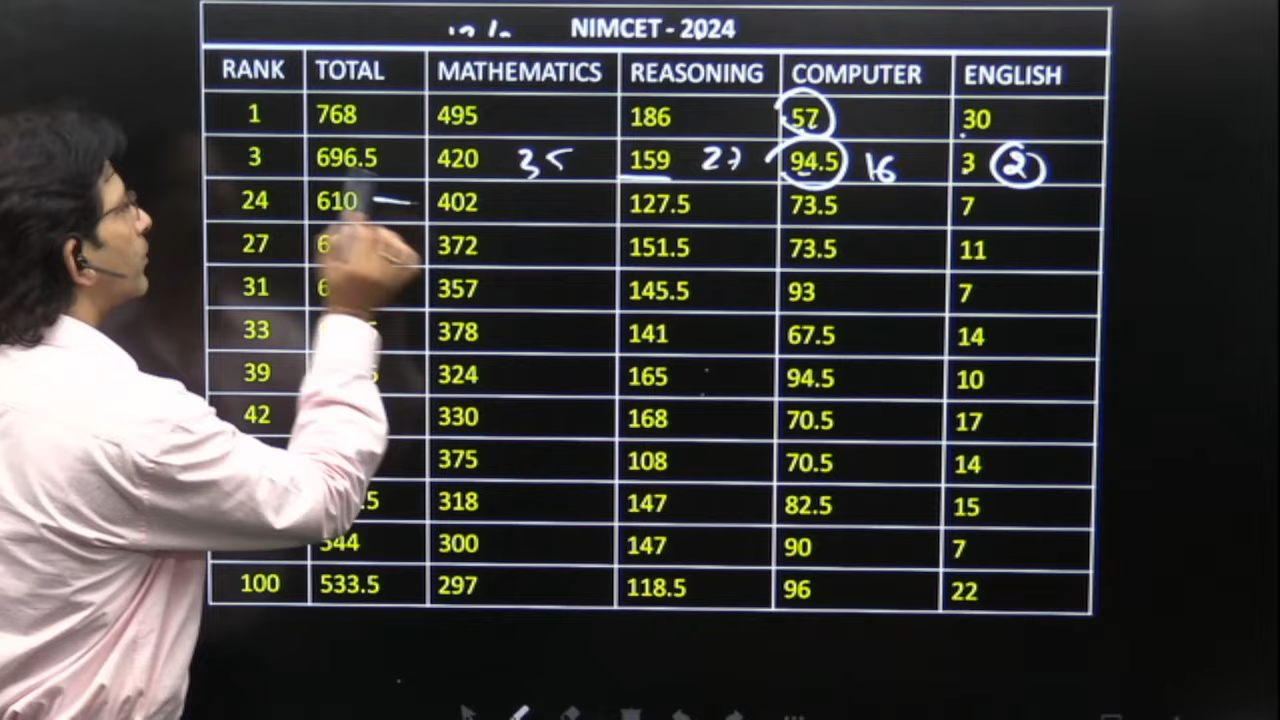 NIMCET - 2024
RANK TOTAL MATHEMATICS REASONING COMPUTER ENGLISH
1 768 495 186 57 30
3 696.5 420 35 159 27 94.5 16 3 2
24 610 402 127.5 73.5 7
27 372 151.5 73.5 11
31 357 145.5 93 7
33 378 141 67.5 14
39 324 165 94.5 10
42 330 168 70.5 17
375 108 70.5 14
318 147 82.5 15
544 300 147 90 7
100 533.5 297 118.5 96 22